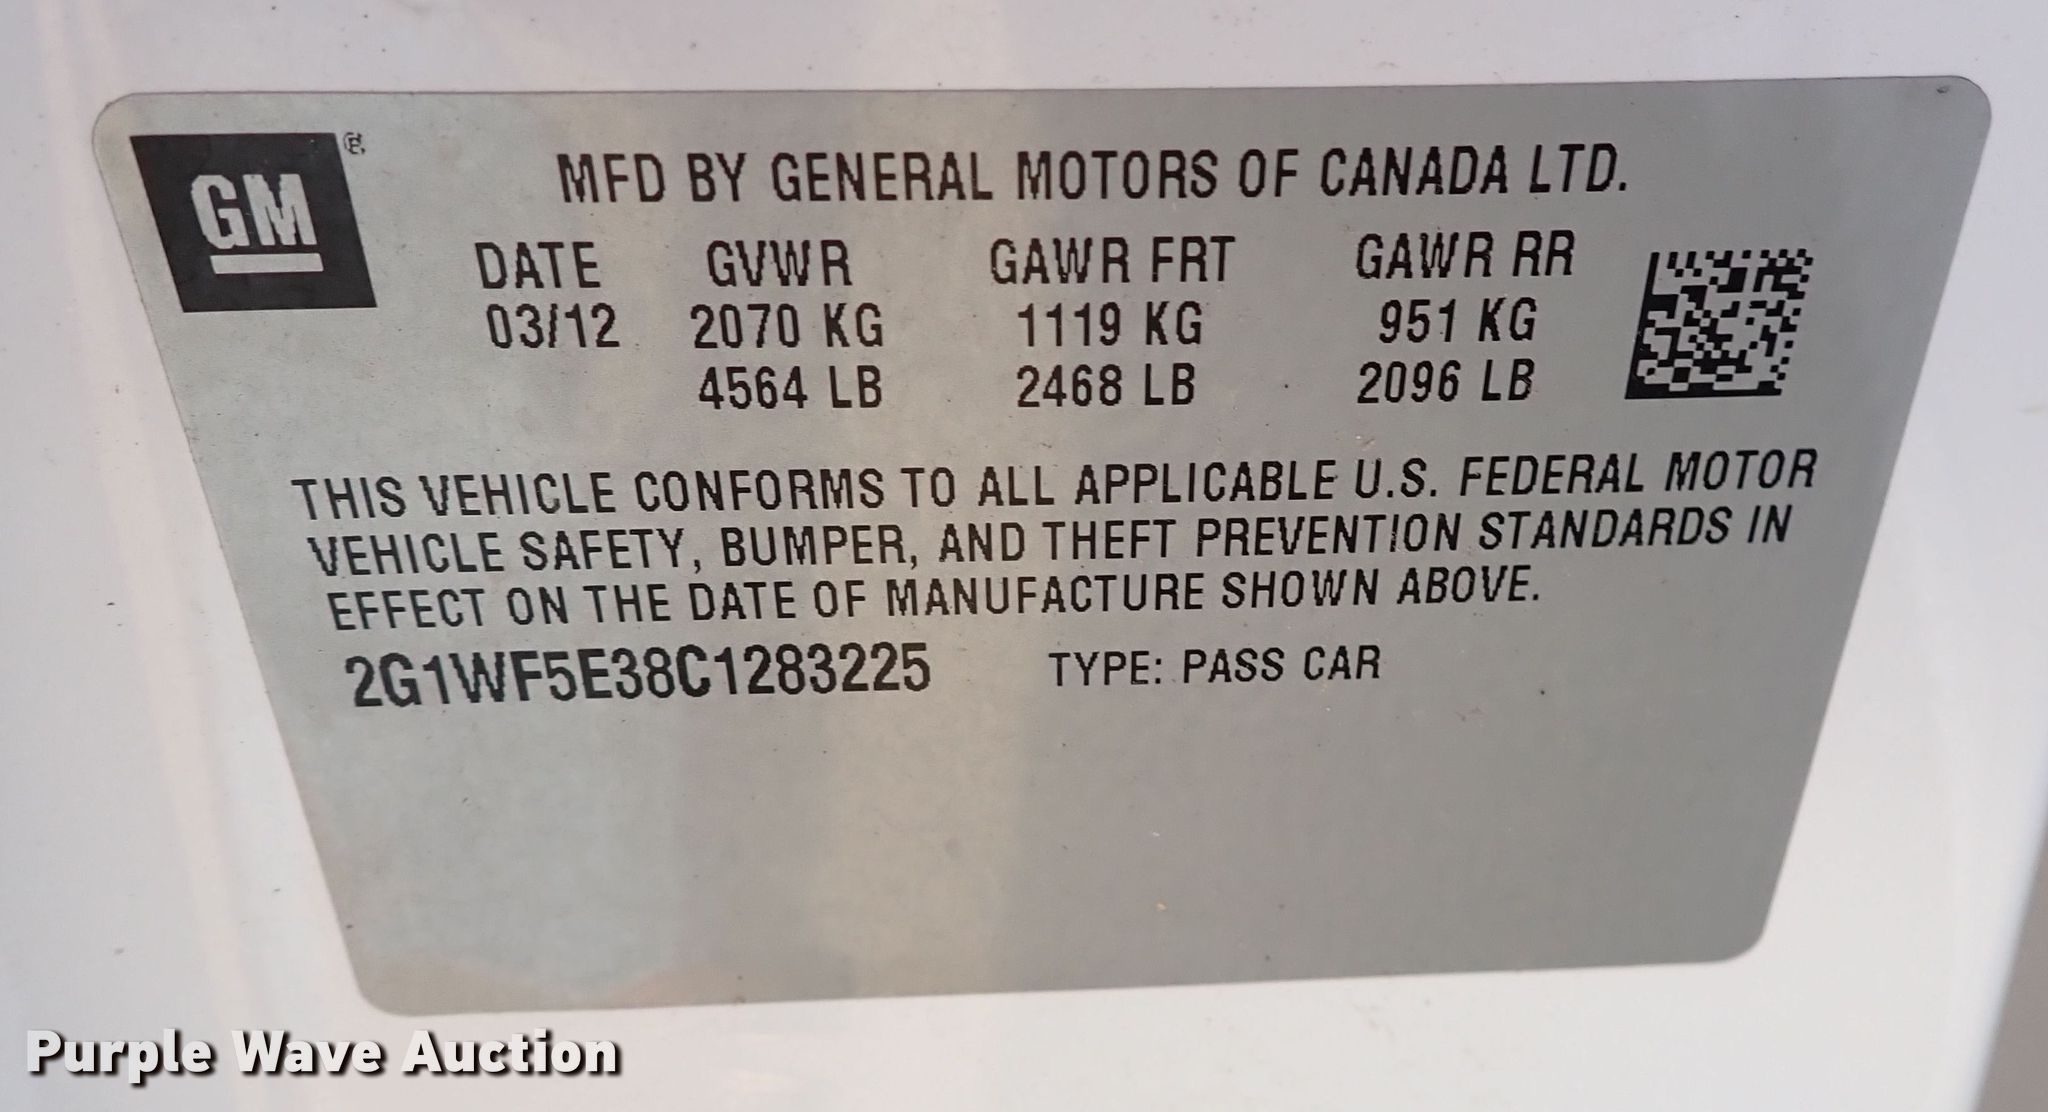 GM®
MFD BY GENERAL MOTORS OF CANADA LTD.
DATE GVWR GAWR FRT GAWR RR
03/12 2070 KG 1119 KG 951 KG
4564 LB 2468 LB 2096 LB
THIS VEHICLE CONFORMS TO ALL APPLICABLE U.S. FEDERAL MOTOR
VEHICLE SAFETY, BUMPER, AND THEFT PREVENTION STANDARDS IN
EFFECT ON THE DATE OF MANUFACTURE SHOWN ABOVE.
2G1WF5E38C1283225 TYPE: PASS CAR
Purple Wave Auction